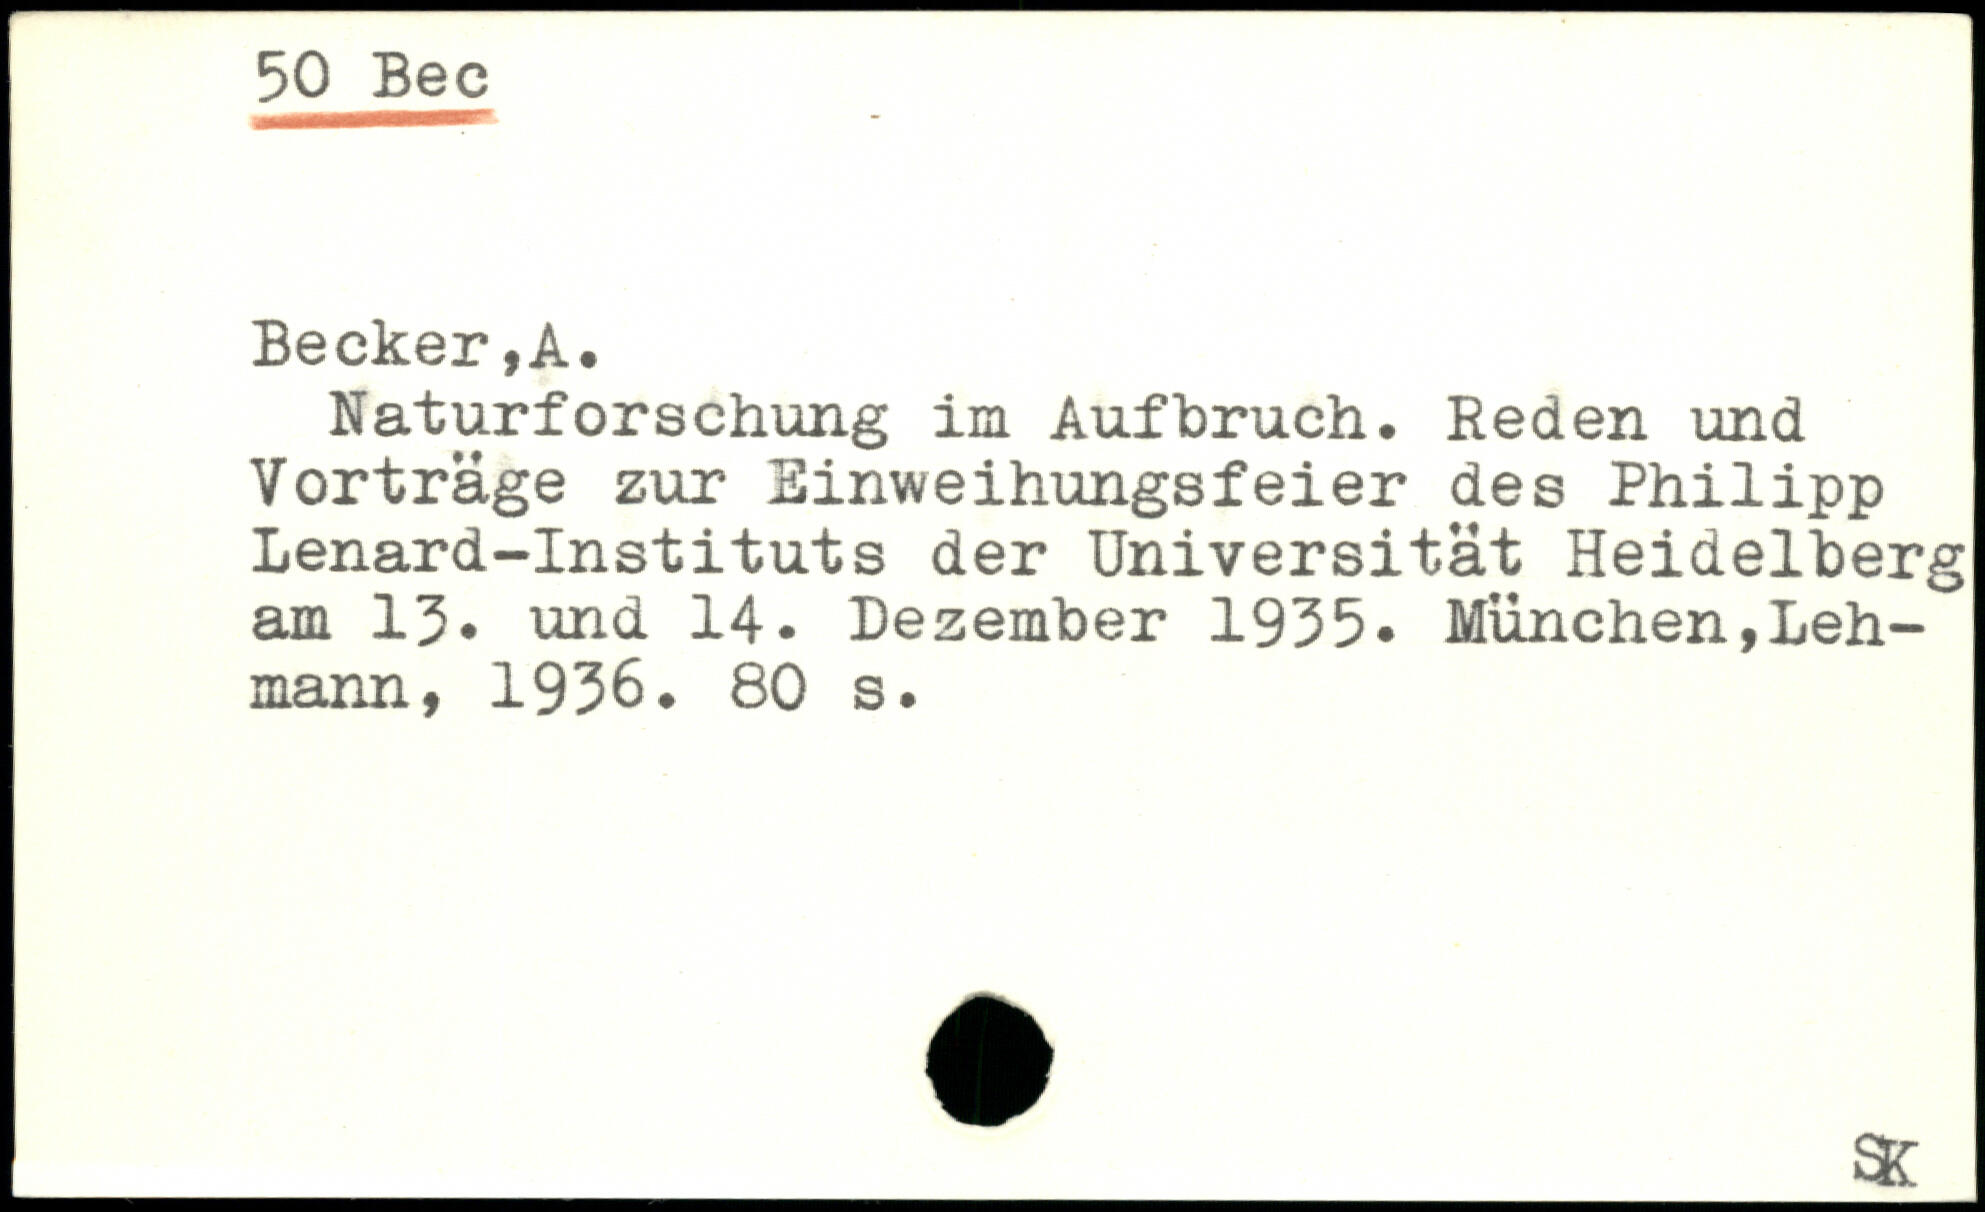 50 Bec
Becker,A.
Naturforschung im Aufbruch. Reden und
Vorträge zur Einweihungsfeier des Philipp
Lenard-Instituts der Universität Heidelberg
am 13. und 14. Dezember 1935. München,Leh-
mann, 1936. 80 s.
SK